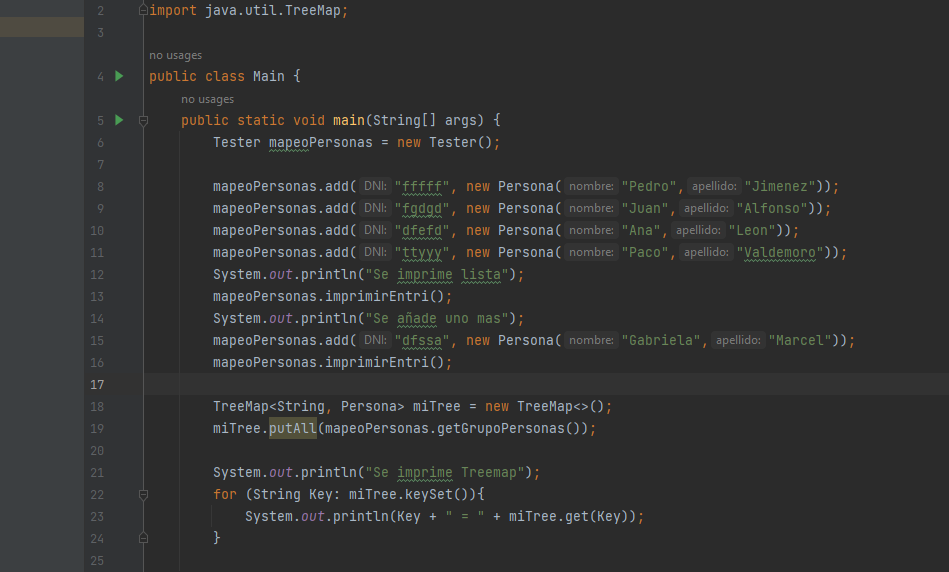 2 import java.util.TreeMap;
3
no usages
4 public class Main {
no usages
5 public static void main(String[] args) {
6 Tester mapeoPersonas = new Tester();
7
8 mapeoPersonas.add( DNI: "fffff", new Persona( nombre: "Pedro", apellido: "Jimenez"));
9 mapeoPersonas.add( DNI: "fgdgd", new Persona( nombre: "Juan", apellido: "Alfonso"));
10 mapeoPersonas.add( DNI: "dfefd", new Persona( nombre: "Ana", apellido: "Leon"));
11 mapeoPersonas.add( DNI: "ttyyy", new Persona( nombre: "Paco", apellido: "Valdemoro"));
12 System.out.println("Se imprime lista");
13 mapeoPersonas.imprimirEntri();
14 System.out.println("Se añade uno mas");
15 mapeoPersonas.add( DNI: "dfssa", new Persona( nombre: "Gabriela", apellido: "Marcel"));
16 mapeoPersonas.imprimirEntri();
17
18 TreeMap<String, Persona> miTree = new TreeMap<>();
19 miTree.putAll(mapeoPersonas.getGrupoPersonas());
20
21 System.out.println("Se imprime Treemap");
22 for (String Key: miTree.keySet()){
23 System.out.println(Key + " = " + miTree.get(Key));
24 }
25